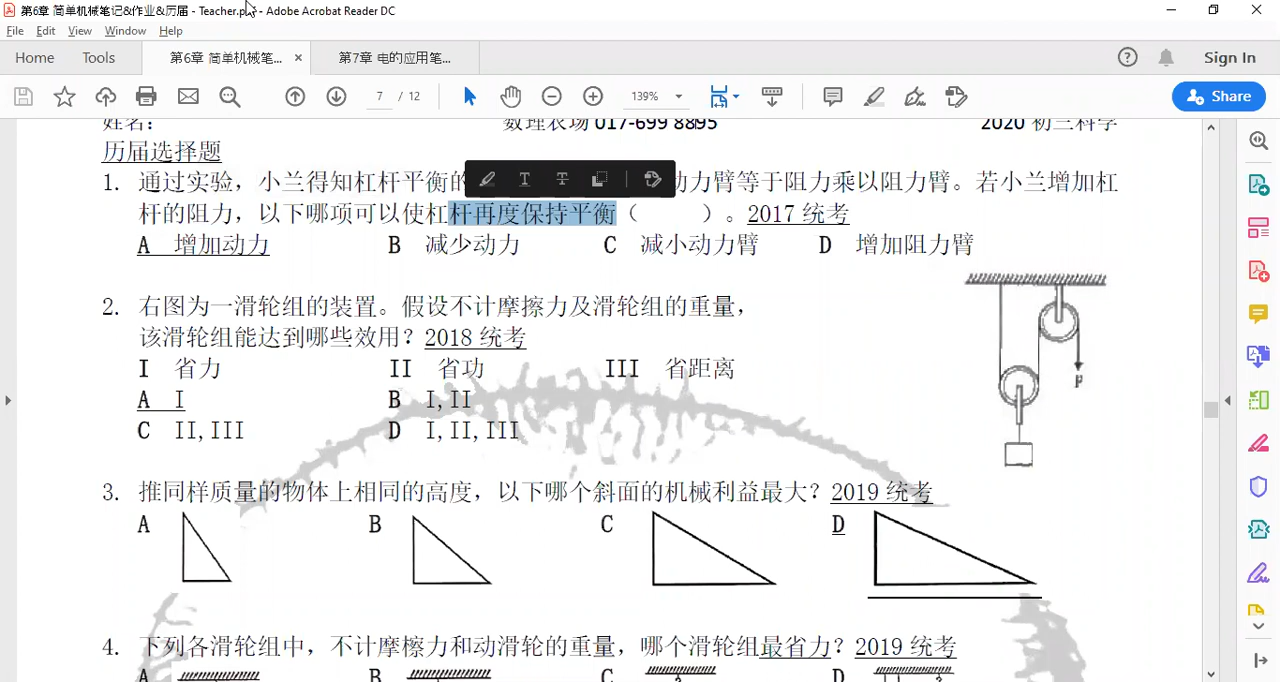 第6章 简单机械笔记&作业&历届 - Teacher.p - Adobe Acrobat Reader DC
File Edit View Window Help
Home Tools 第6章 简单机械笔... × 第7章 电的应用笔... Sign In
7 / 12 139% Share
姓名: 数理农场 017-699 8895 2020 初三科学
历届选择题
1. 通过实验，小兰得知杠杆平衡的 动力臂等于阻力乘以阻力臂。若小兰增加杠
杆的阻力，以下哪项可以使杠杆再度保持平衡（ ）。2017 统考
A 增加动力 B 减少动力 C 减小动力臂 D 增加阻力臂
2. 右图为一滑轮组的装置。假设不计摩擦力及滑轮组的重量，
该滑轮组能达到哪些效用？2018 统考
I 省力 II 省功 III 省距离
A I B I,II
C II,III D I,II,III
P
3. 推同样质量的物体上相同的高度，以下哪个斜面的机械利益最大？2019 统考
A B C D
4. 下列各滑轮组中，不计摩檫力和动滑轮的重量，哪个滑轮组最省力？2019 统考
A B C D